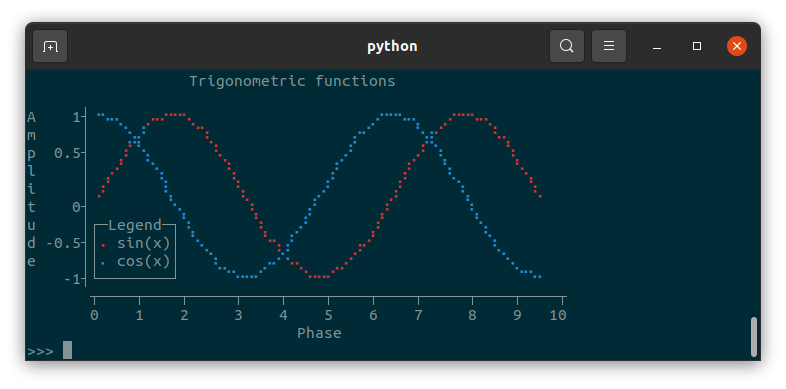 python
Trigonometric functions
Amplitude
1
0.5
0
-0.5
-1
Legend
sin(x)
cos(x)
0 1 2 3 4 5 6 7 8 9 10
Phase
>>>